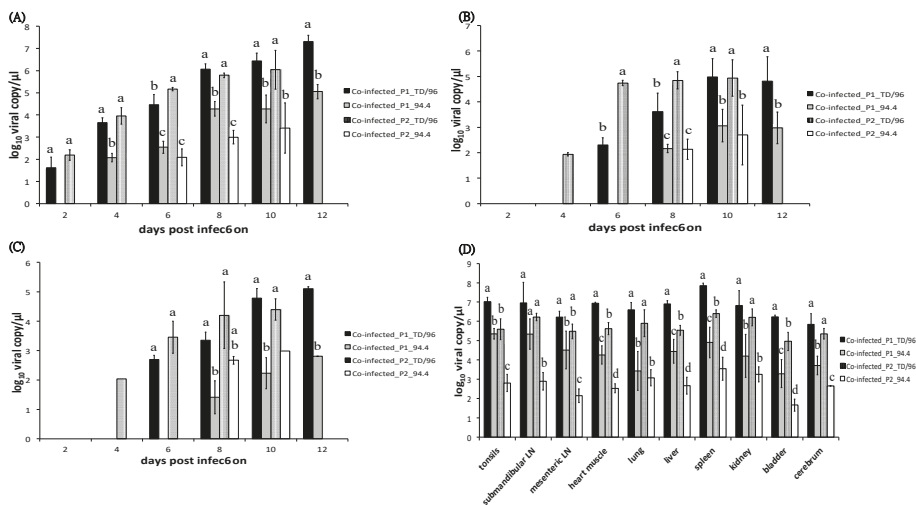 (A)
log10 viral copy/µl
8
7
6
5
4
3
2
1
0
a a
a b a
b c a c
a b a c
a b a b
a b
2 4 6 8 10 12
days post infec6on
Co-infected_P1_TD/96
Co-infected_P1_94.4
Co-infected_P2_TD/96
Co-infected_P2_94.4
(B)
log10 viral copy/µl
7
6
5
4
3
2
1
0
b a
b c a c
a b a b
a b
2 4 6 8 10 12
days post infec6on
Co-infected_P1_TD/96
Co-infected_P1_94.4
Co-infected_P2_TD/96
Co-infected_P2_94.4
(C)
log10 viral copy/µl
6
5
4
3
2
1
0
a a
a b a b
a b a
a
2 4 6 8 10 12
days post infec6on
Co-infected_P1_TD/96
Co-infected_P1_94.4
Co-infected_P2_TD/96
Co-infected_P2_94.4
(D)
log10 viral copy/µl
9
8
7
6
5
4
3
2
1
0
a b b c
a a a b
a a a b
a c b d
a b a b
a c b d
a c b d
a b a b
a c b d
a b a c
tonsils
submandibular LN
mesenteric LN
heart muscle
lung
liver
spleen
kidney
bladder
cerebrum
Co-infected_P1_TD/96
Co-infected_P1_94.4
Co-infected_P2_TD/96
Co-infected_P2_94.4